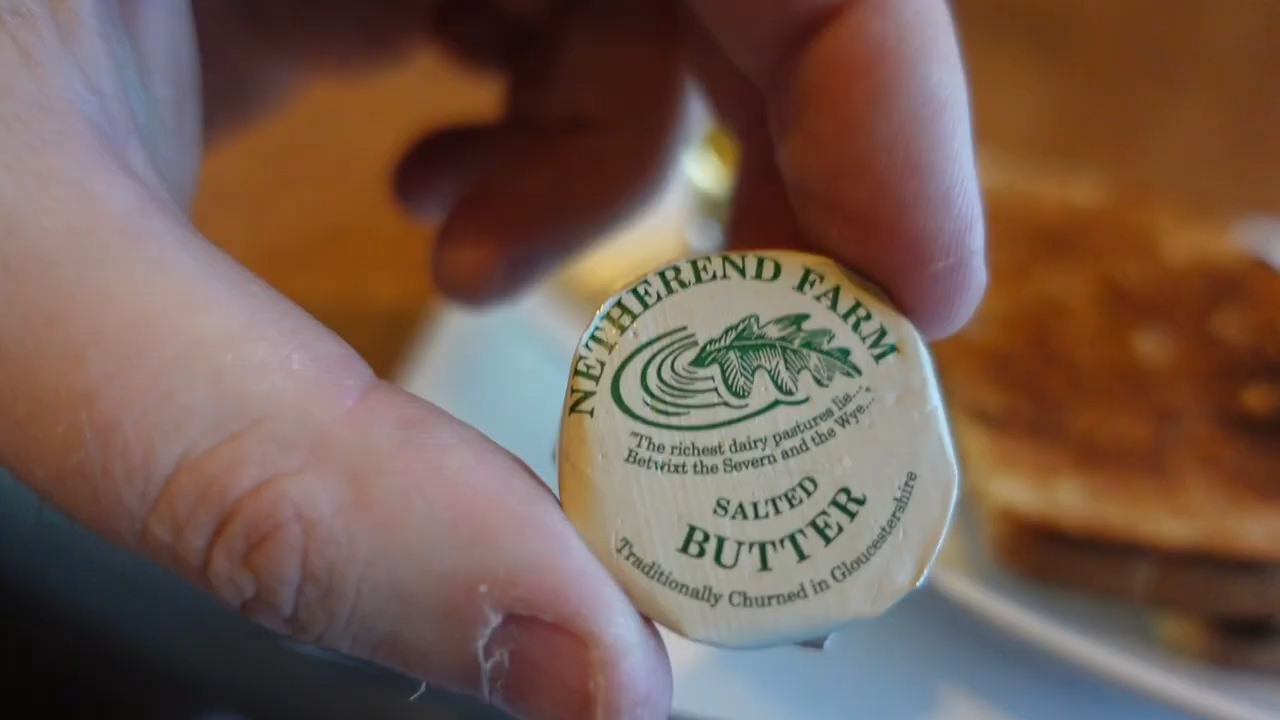 NETHEREND FARM
"The richest dairy pastures lie...
Betwixt the Severn and the Wye..."
SALTED
BUTTER
Traditionally Churned in Gloucestershire